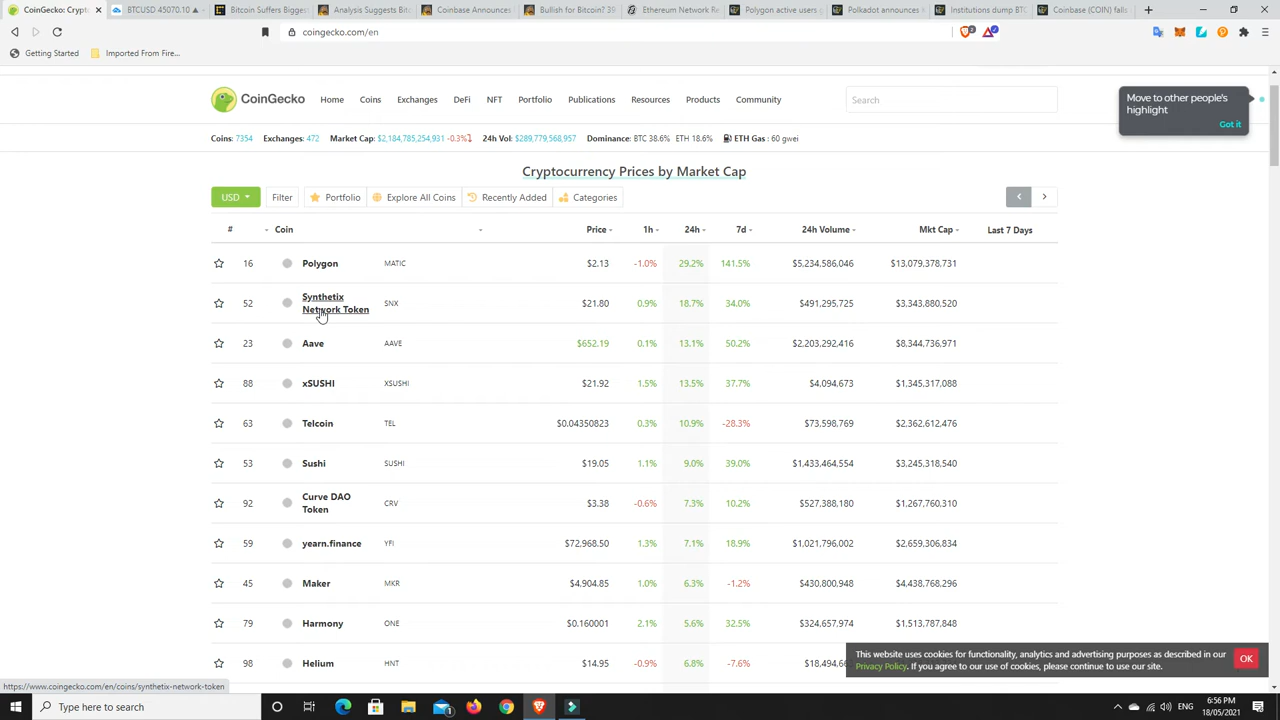 CoinGecko: Crypto
BTCUSD 45070.10 ▲
Bitcoin Suffers Biggest
Analysis Suggests Bit
Coinbase Announces
Bullish for Bitcoin? 39
Ethereum Network Re
Polygon active users
Polkadot announces
Institutions dump BTC
Coinbase (COIN) falls
coingecko.com/en
Getting Started
Imported From Fire...
CoinGecko
Home
Coins
Exchanges
DeFi
NFT
Portfolio
Publications
Resources
Products
Community
Search
Move to other people's
highlight
Got it
Coins: 7354 Exchanges: 472 Market Cap: $2,184,785,254,931 -0.3% 24h Vol: $289,779,568,957 Dominance: BTC 38.6% ETH 18.6% ETH Gas: 60 gwei
Cryptocurrency Prices by Market Cap
USD Filter Portfolio Explore All Coins Recently Added Categories
# Coin Price 1h 24h 7d 24h Volume Mkt Cap Last 7 Days
16 Polygon MATIC $2.13 -1.0% 29.2% 141.5% $5,234,586,046 $13,079,378,731
52 Synthetix
Network Token SNX $21.80 0.9% 18.7% 34.0% $491,295,725 $3,343,880,520
23 Aave AAVE $652.19 0.1% 13.1% 50.2% $2,203,292,416 $8,344,736,971
88 xSUSHI XSUSHI $21.92 1.5% 13.5% 37.7% $4,094,673 $1,345,317,088
63 Telcoin TEL $0.04350823 0.3% 10.9% -28.3% $73,598,769 $2,362,612,476
53 Sushi SUSHI $19.05 1.1% 9.0% 39.0% $1,433,464,554 $3,245,318,540
92 Curve DAO
Token CRV $3.38 -0.6% 7.3% 10.2% $527,388,180 $1,267,760,310
59 yearn.finance YFI $72,968.50 1.3% 7.1% 18.9% $1,021,796,002 $2,659,306,834
45 Maker MKR $4,904.85 1.0% 6.3% -1.2% $430,800,948 $4,438,768,296
79 Harmony ONE $0.160001 2.1% 5.6% 32.5% $324,657,974 $1,513,787,848
98 Helium HNT $14.95 -0.9% 6.8% -7.6% $18,494,6
This website uses cookies for functionality, analytics and advertising purposes as described in our
Privacy Policy. If you agree to our use of cookies, please continue to use our site.
OK
https://www.coingecko.com/en/coins/synthetix-network-token
Type here to search
ENG
6:56 PM
18/05/2021